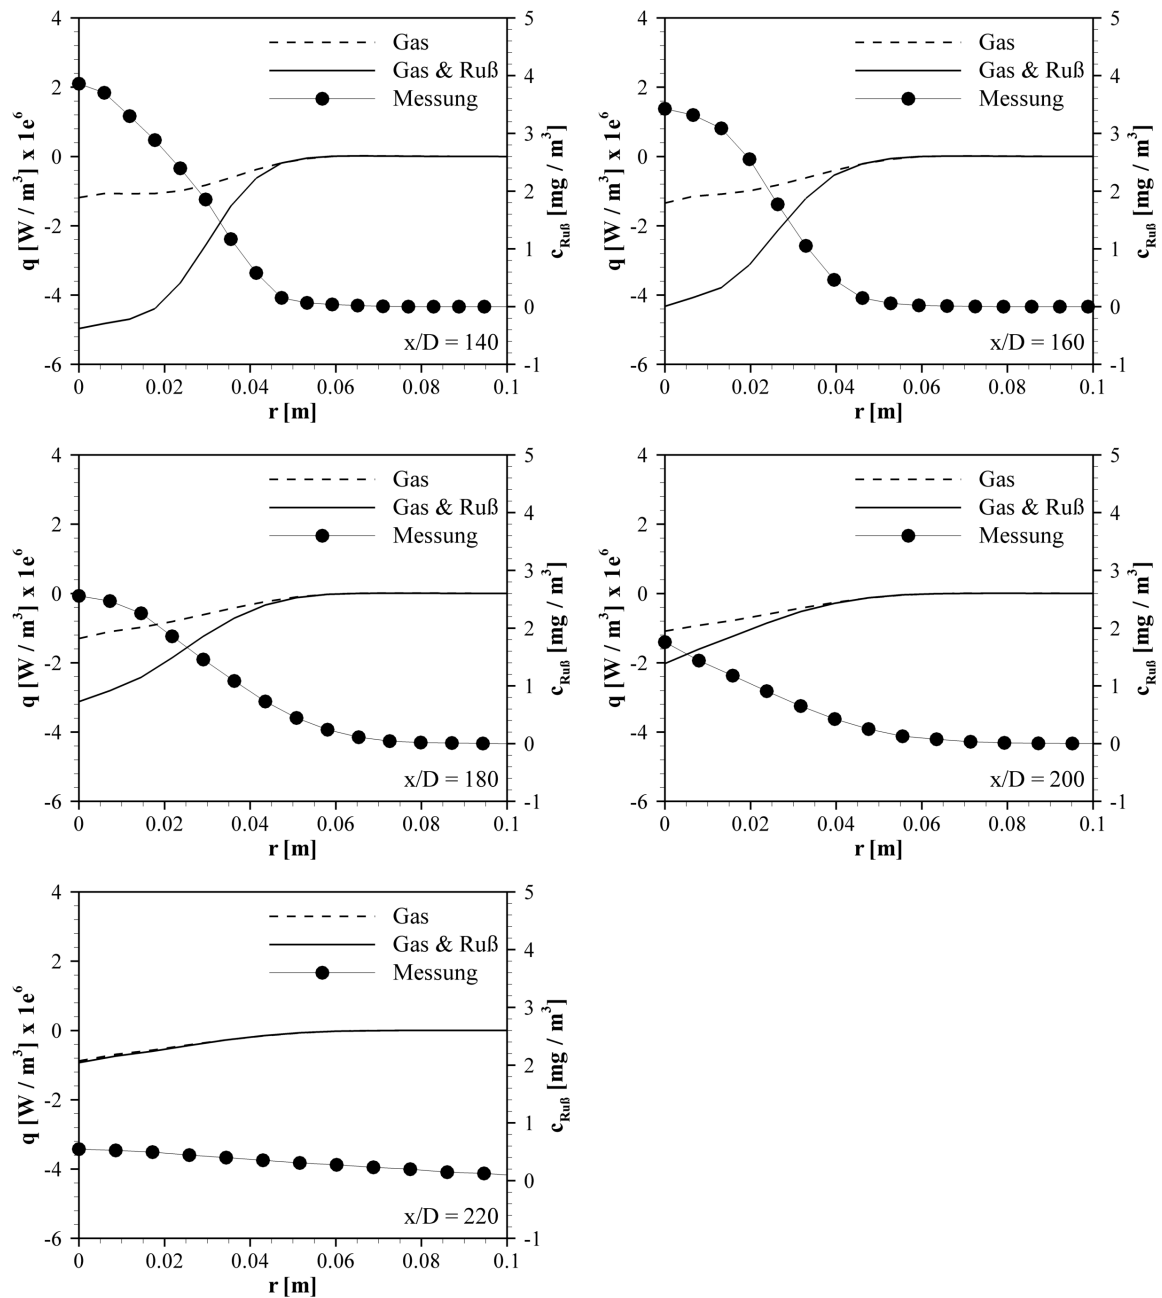 4
2
0
-2
-4
-6
q [W / m³] x 1e⁶
5
4
3
2
1
0
-1
c_Ruß [mg / m³]
Gas
Gas & Ruß
Messung
x/D = 140
0 0.02 0.04 0.06 0.08 0.1
r [m]
4
2
0
-2
-4
-6
q [W / m³] x 1e⁶
5
4
3
2
1
0
-1
c_Ruß [mg / m³]
Gas
Gas & Ruß
Messung
x/D = 160
0 0.02 0.04 0.06 0.08 0.1
r [m]
4
2
0
-2
-4
-6
q [W / m³] x 1e⁶
5
4
3
2
1
0
-1
c_Ruß [mg / m³]
Gas
Gas & Ruß
Messung
x/D = 180
0 0.02 0.04 0.06 0.08 0.1
r [m]
4
2
0
-2
-4
-6
q [W / m³] x 1e⁶
5
4
3
2
1
0
-1
c_Ruß [mg / m³]
Gas
Gas & Ruß
Messung
x/D = 200
0 0.02 0.04 0.06 0.08 0.1
r [m]
4
2
0
-2
-4
-6
q [W / m³] x 1e⁶
5
4
3
2
1
0
-1
c_Ruß [mg / m³]
Gas
Gas & Ruß
Messung
x/D = 220
0 0.02 0.04 0.06 0.08 0.1
r [m]